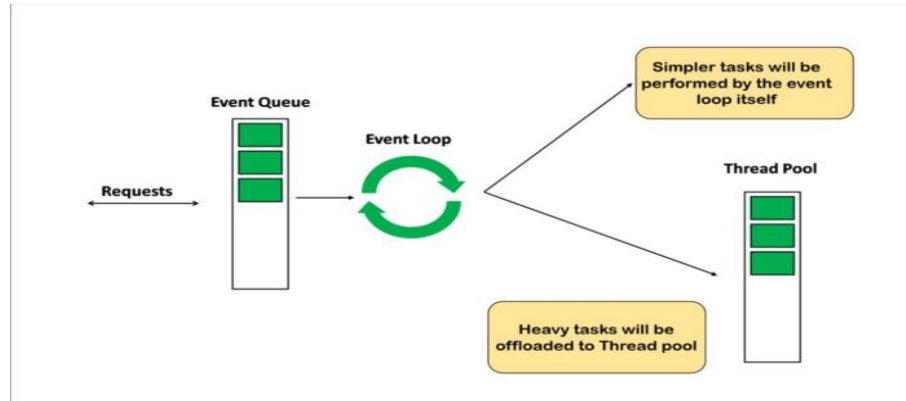 Event Queue
Requests
Event Loop
Simpler tasks will be
performed by the event
loop itself
Thread Pool
Heavy tasks will be
offloaded to Thread pool